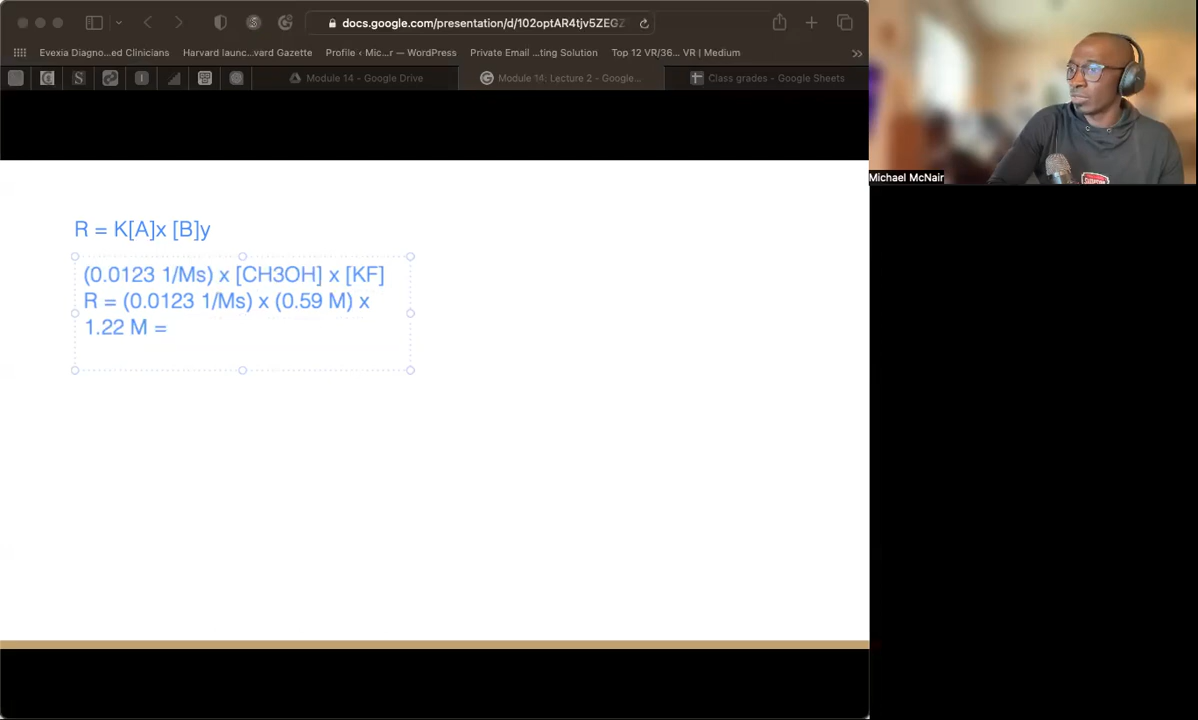 docs.google.com/presentation/d/102optAR4tjv5ZEGZ
Evexia Diagno...ed Clinicians Harvard launc...vard Gazette Profile ‹ Mic...r — WordPress Private Email ...ting Solution Top 12 VR/36... VR | Medium
Module 14 - Google Drive Module 14: Lecture 2 - Google... Class grades - Google Sheets
Michael McNair
R = K[A]x [B]y
(0.0123 1/Ms) x [CH3OH] x [KF]
R = (0.0123 1/Ms) x (0.59 M) x
1.22 M =